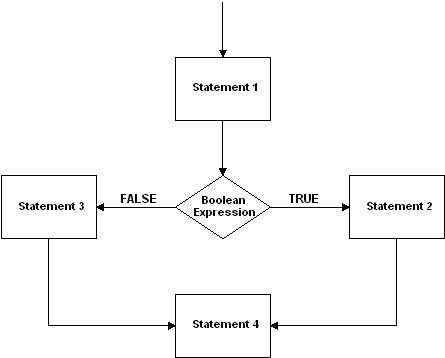 Statement 1
FALSE
Boolean
Expression
TRUE
Statement 3
Statement 2
Statement 4